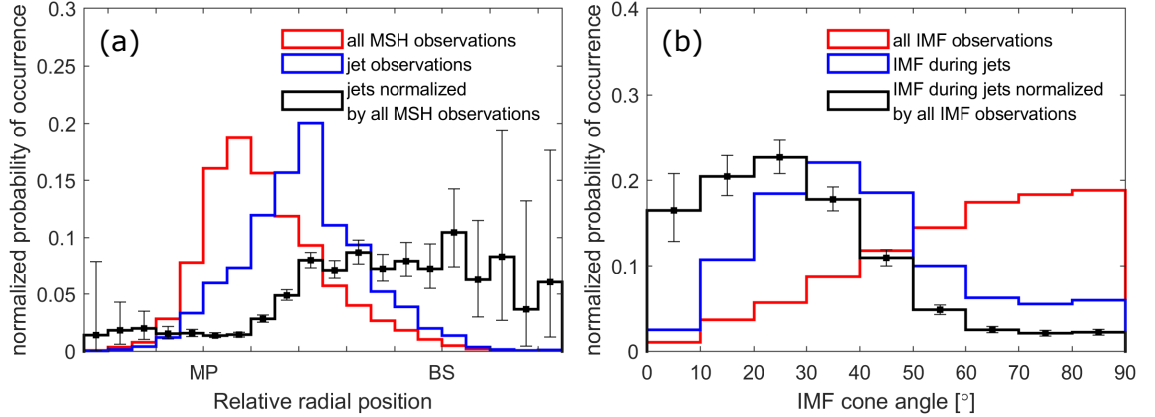 (a)
all MSH observations
jet observations
jets normalized
by all MSH observations
normalized probability of occurrence
0.3
0.25
0.2
0.15
0.1
0.05
0
MP
BS
Relative radial position
(b)
all IMF observations
IMF during jets
IMF during jets normalized
by all IMF observations
normalized probability of occurrence
0.4
0.3
0.2
0.1
0
0 10 20 30 40 50 60 70 80 90
IMF cone angle [°]